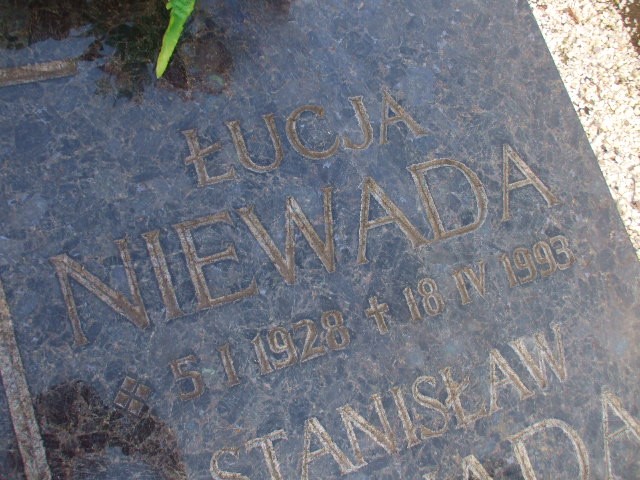 ŁUCJA
NIEWADA
5 I 1928 ✝ 18 IV 1993
STANISŁAW